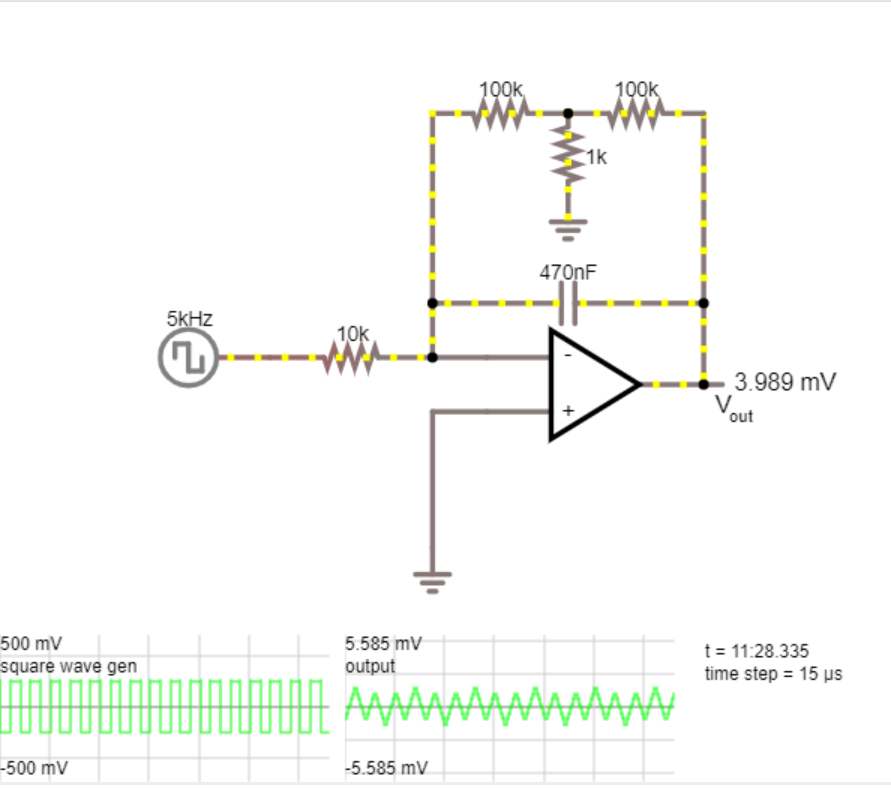 100k
100k
1k
470nF
5kHz
10k
-
+
3.989 mV
Vout
500 mV
square wave gen
-500 mV
5.585 mV
output
-5.585 mV
t = 11:28.335
time step = 15 µs